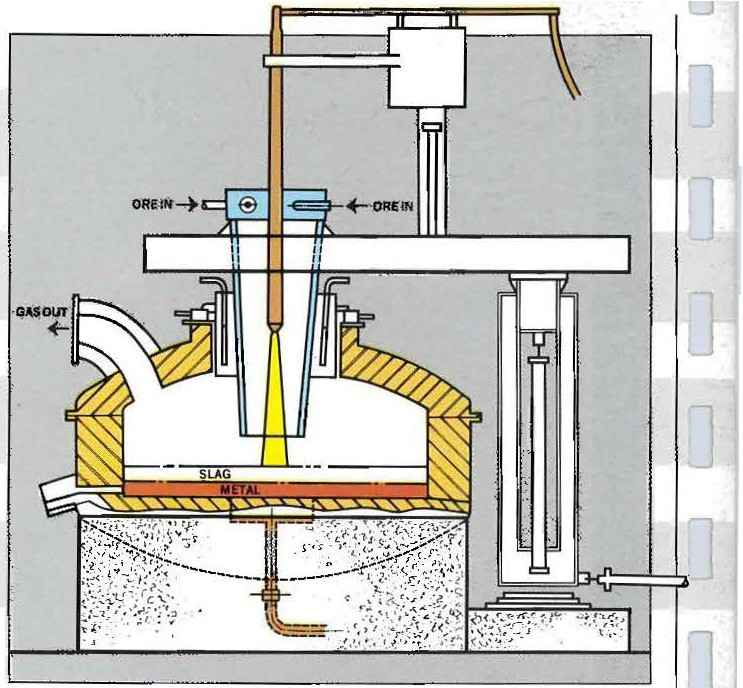 ORE IN
ORE IN
GAS OUT
SLAG
METAL